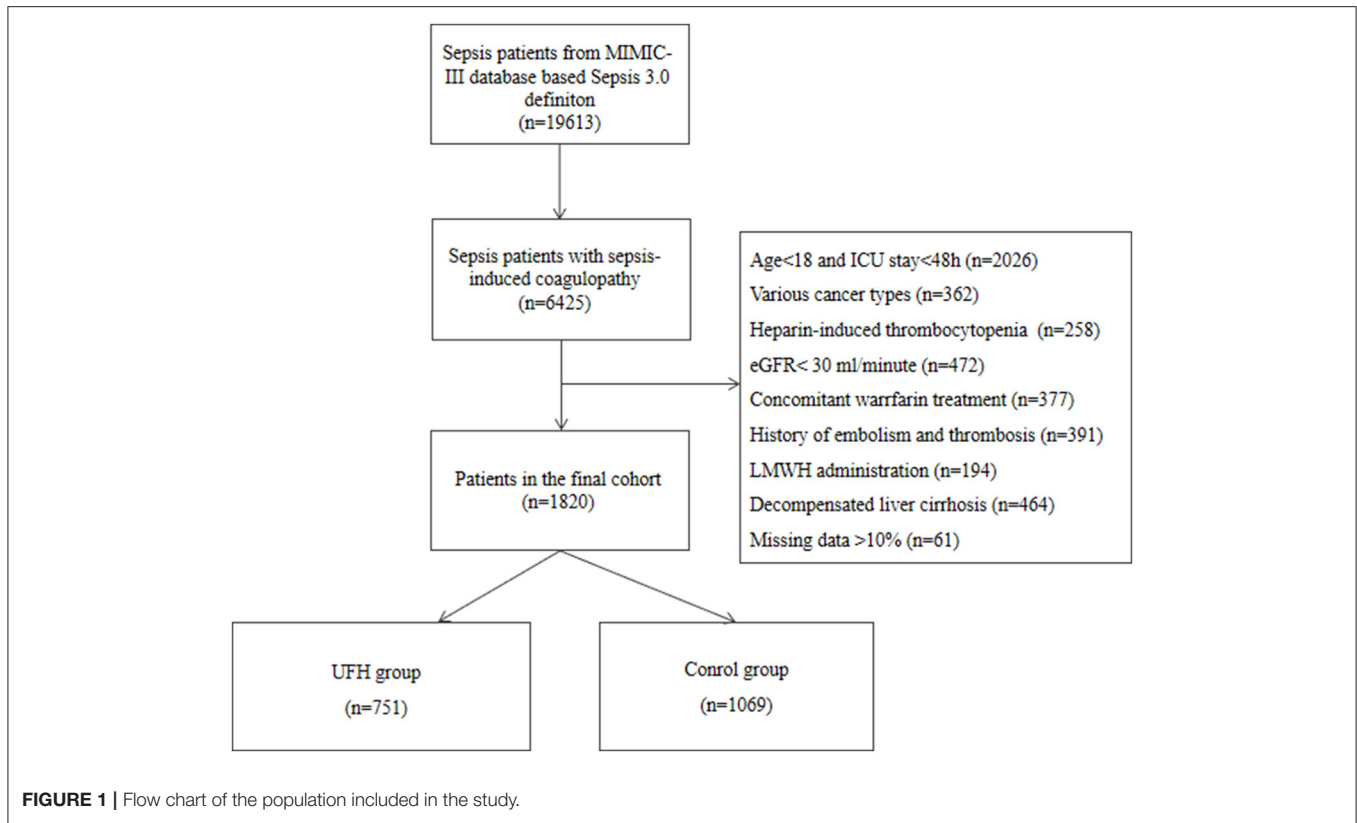 Sepsis patients from MIMIC-
III database based Sepsis 3.0
definiton
(n=19613)
Sepsis patients with sepsis-
induced coagulopathy
(n=6425)
Age<18 and ICU stay<48h (n=2026)
Various cancer types (n=362)
Heparin-induced thrombocytopenia (n=258)
eGFR< 30 ml/minute (n=472)
Concomitant warrfarin treatment (n=377)
History of embolism and thrombosis (n=391)
LMWH administration (n=194)
Decompensated liver cirrhosis (n=464)
Missing data >10% (n=61)
Patients in the final cohort
(n=1820)
UFH group
(n=751)
Conrol group
(n=1069)
FIGURE 1 | Flow chart of the population included in the study.